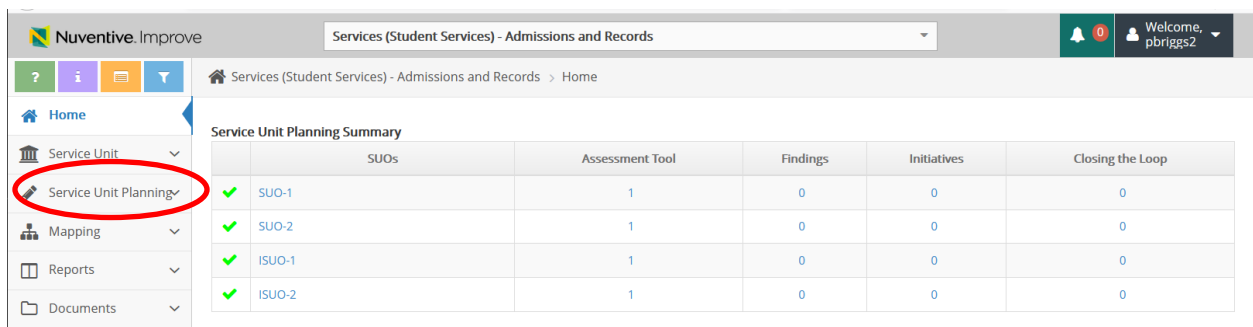 Nuventive. Improve
Services (Student Services) - Admissions and Records
0
Welcome,
pbriggs2
? i
Services (Student Services) - Admissions and Records > Home
Home
Service Unit
Service Unit Planning
Mapping
Reports
Documents
Service Unit Planning Summary
SUOs Assessment Tool Findings Initiatives Closing the Loop
SUO-1 1 0 0 0
SUO-2 1 0 0 0
ISUO-1 1 0 0 0
ISUO-2 1 0 0 0